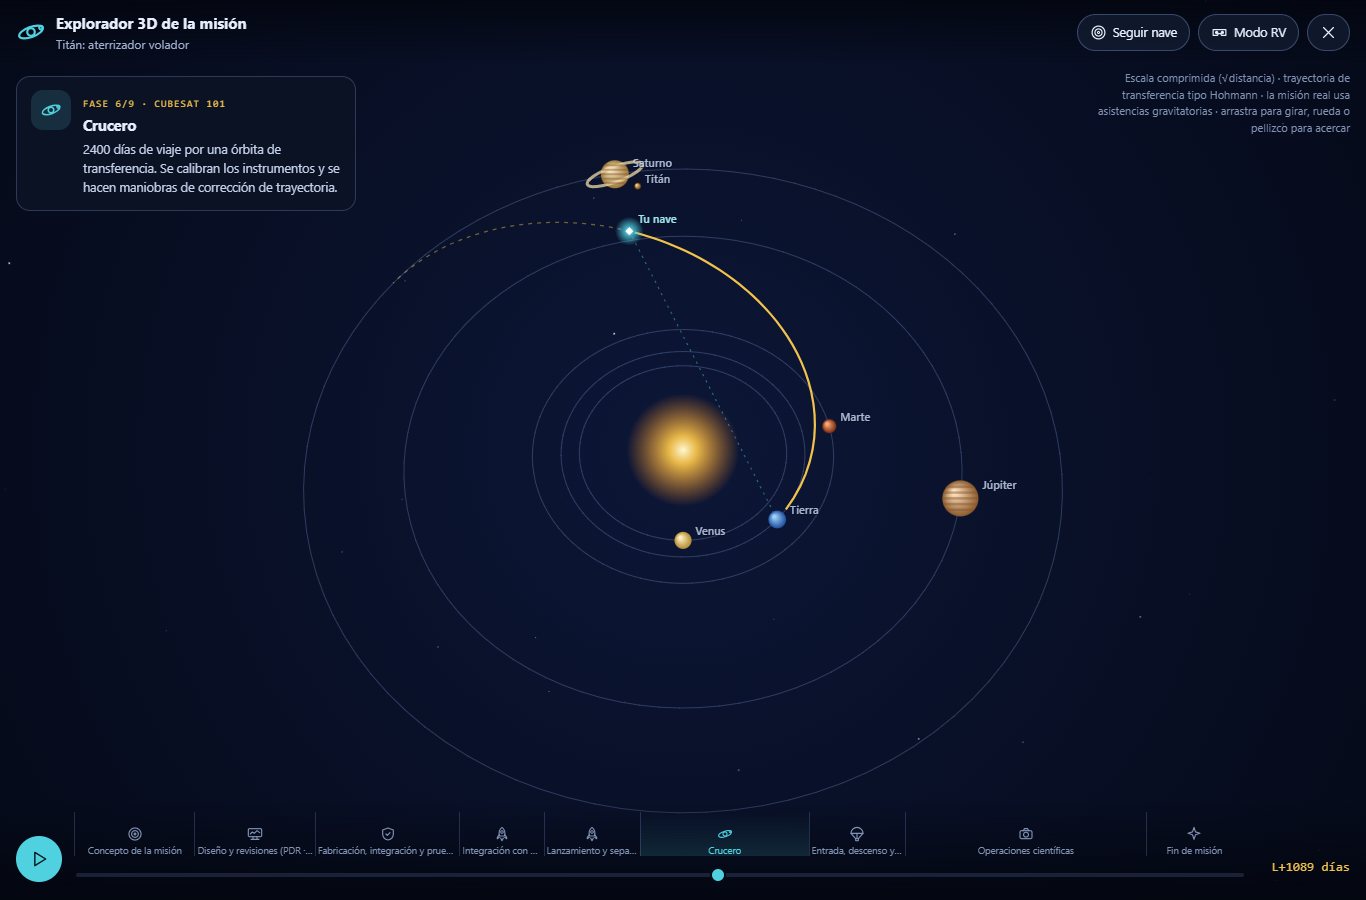 Explorador 3D de la misión
Titán: aterrizador volador
Seguir nave
Modo RV
Escala comprimida (√distancia) · trayectoria de
transferencia tipo Hohmann · la misión real usa
asistencias gravitatorias · arrastra para girar, rueda o
pellizco para acercar
FASE 6/9 · CUBESAT 101
Crucero
2400 días de viaje por una órbita de
transferencia. Se calibran los instrumentos y se
hacen maniobras de corrección de trayectoria.
Saturno
Titán
Tu nave
Marte
Júpiter
Tierra
Venus
Concepto de la misión
Diseño y revisiones (PDR ·...
Fabricación, integración y prue...
Integración con ...
Lanzamiento y sepa...
Crucero
Entrada, descenso y...
Operaciones científicas
Fin de misión
L+1089 días